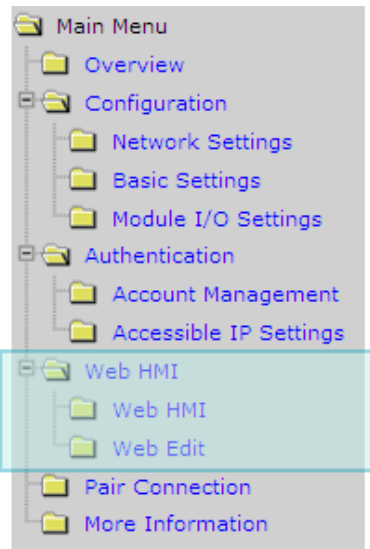 Main Menu
Overview
Configuration
Network Settings
Basic Settings
Module I/O Settings
Authentication
Account Management
Accessible IP Settings
Web HMI
Web HMI
Web Edit
Pair Connection
More Information